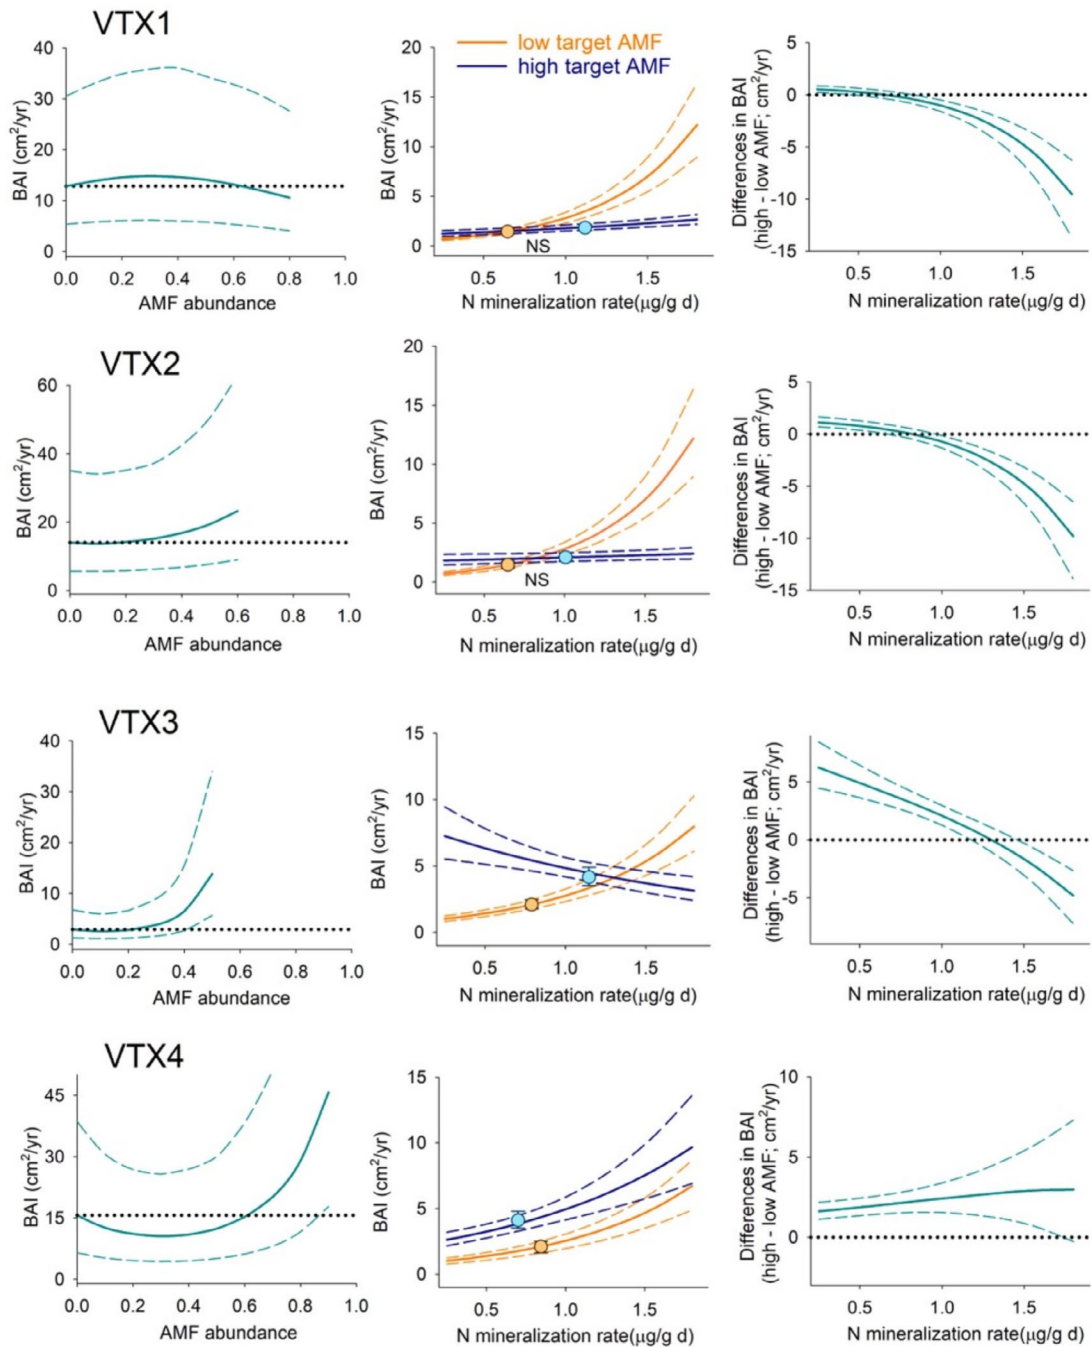 VTX1
BAI (cm²/yr)
40
30
20
10
0
0.0 0.2 0.4 0.6 0.8 1.0
AMF abundance
low target AMF
high target AMF
BAI (cm²/yr)
20
15
10
5
0
NS
0.5 1.0 1.5
N mineralization rate(µg/g d)
Differences in BAI
(high - low AMF; cm²/yr)
5
0
-5
-10
-15
0.5 1.0 1.5
N mineralization rate(µg/g d)
VTX2
BAI (cm²/yr)
60
40
20
0
0.0 0.2 0.4 0.6 0.8 1.0
AMF abundance
BAI (cm²/yr)
20
15
10
5
0
NS
0.5 1.0 1.5
N mineralization rate(µg/g d)
Differences in BAI
(high - low AMF; cm²/yr)
5
0
-5
-10
-15
0.5 1.0 1.5
N mineralization rate(µg/g d)
VTX3
BAI (cm²/yr)
40
30
20
10
0
0.0 0.2 0.4 0.6 0.8 1.0
AMF abundance
BAI (cm²/yr)
15
10
5
0
0.5 1.0 1.5
N mineralization rate(µg/g d)
Differences in BAI
(high - low AMF; cm²/yr)
5
0
-5
0.5 1.0 1.5
N mineralization rate(µg/g d)
VTX4
BAI (cm²/yr)
45
30
15
0
0.0 0.2 0.4 0.6 0.8 1.0
AMF abundance
BAI (cm²/yr)
15
10
5
0
0.5 1.0 1.5
N mineralization rate(µg/g d)
Differences in BAI
(high - low AMF; cm²/yr)
10
5
0
0.5 1.0 1.5
N mineralization rate(µg/g d)